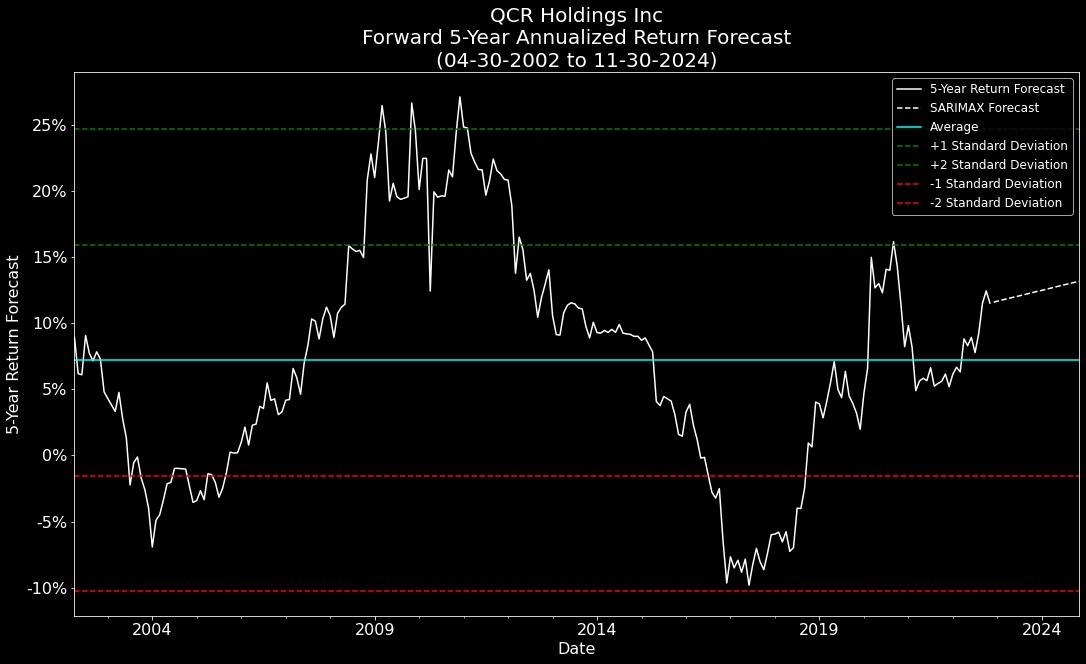 QCR Holdings Inc
Forward 5-Year Annualized Return Forecast
(04-30-2002 to 11-30-2024)
5-Year Return Forecast
SARIMAX Forecast
Average
+1 Standard Deviation
+2 Standard Deviation
-1 Standard Deviation
-2 Standard Deviation
5-Year Return Forecast
25%
20%
15%
10%
5%
0%
-5%
-10%
2004 2009 2014 2019 2024
Date